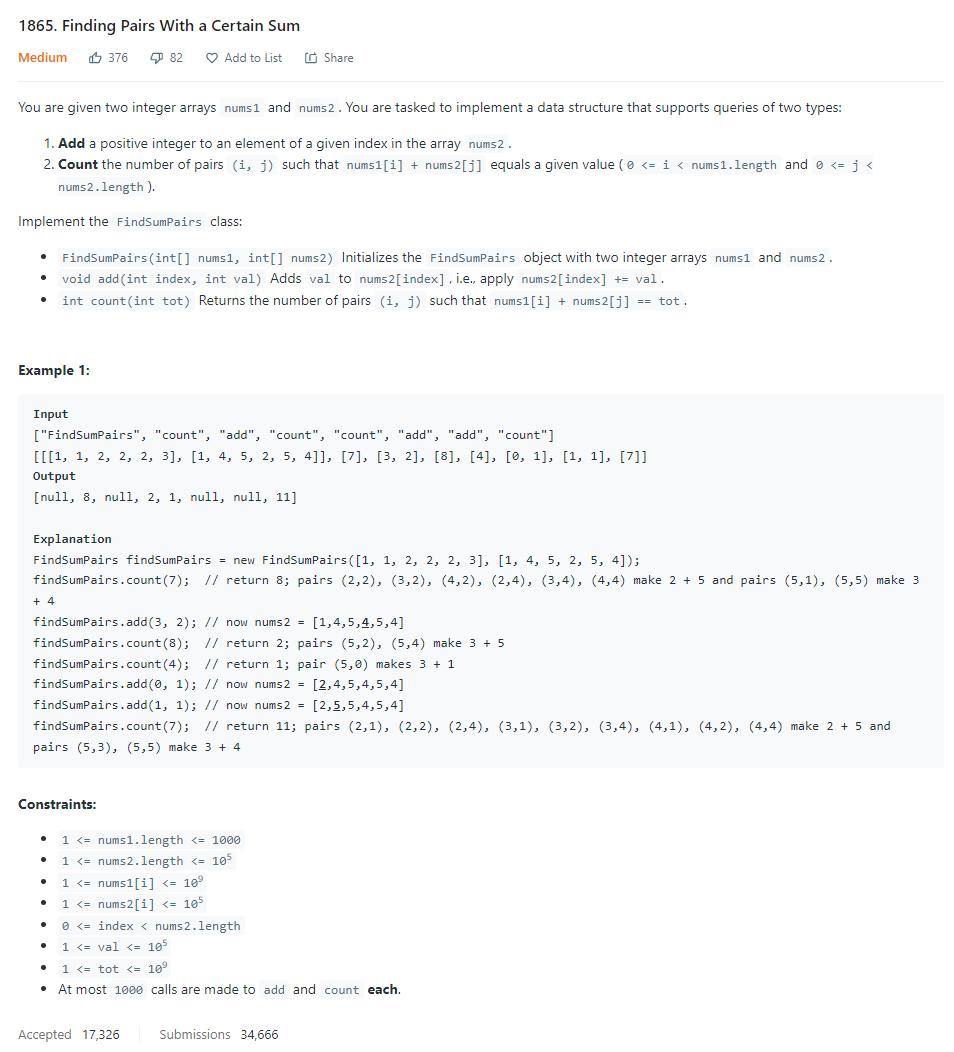 1865. Finding Pairs With a Certain Sum
Medium 376 82 Add to List Share
You are given two integer arrays nums1 and nums2. You are tasked to implement a data structure that supports queries of two types:
1. Add a positive integer to an element of a given index in the array nums2.
2. Count the number of pairs (i, j) such that nums1[i] + nums2[j] equals a given value (0 <= i < nums1.length and 0 <= j <
nums2.length).
Implement the FindSumPairs class:
• FindSumPairs(int[] nums1, int[] nums2) Initializes the FindSumPairs object with two integer arrays nums1 and nums2.
• void add(int index, int val) Adds val to nums2[index], i.e., apply nums2[index] += val.
• int count(int tot) Returns the number of pairs (i, j) such that nums1[i] + nums2[j] == tot.
Example 1:
Input
["FindSumPairs", "count", "add", "count", "count", "add", "add", "count"]
[[[1, 1, 2, 2, 2, 3], [1, 4, 5, 2, 5, 4]], [7], [3, 2], [8], [4], [0, 1], [1, 1], [7]]
Output
[null, 8, null, 2, 1, null, null, 11]
Explanation
FindSumPairs findSumPairs = new FindSumPairs([1, 1, 2, 2, 2, 3], [1, 4, 5, 2, 5, 4]);
findSumPairs.count(7);  // return 8; pairs (2,2), (3,2), (4,2), (2,4), (3,4), (4,4) make 2 + 5 and pairs (5,1), (5,5) make 3
+ 4
findSumPairs.add(3, 2); // now nums2 = [1,4,5,4,5,4]
findSumPairs.count(8);  // return 2; pairs (5,2), (5,4) make 3 + 5
findSumPairs.count(4);  // return 1; pair (5,0) makes 3 + 1
findSumPairs.add(0, 1); // now nums2 = [2,4,5,4,5,4]
findSumPairs.add(1, 1); // now nums2 = [2,5,5,4,5,4]
findSumPairs.count(7);  // return 11; pairs (2,1), (2,2), (2,4), (3,1), (3,2), (3,4), (4,1), (4,2), (4,4) make 2 + 5 and
pairs (5,3), (5,5) make 3 + 4
Constraints:
• 1 <= nums1.length <= 1000
• 1 <= nums2.length <= 10⁵
• 1 <= nums1[i] <= 10⁹
• 1 <= nums2[i] <= 10⁵
• 0 <= index < nums2.length
• 1 <= val <= 10⁵
• 1 <= tot <= 10⁹
• At most 1000 calls are made to add and count each.
Accepted 17,326 Submissions 34,666